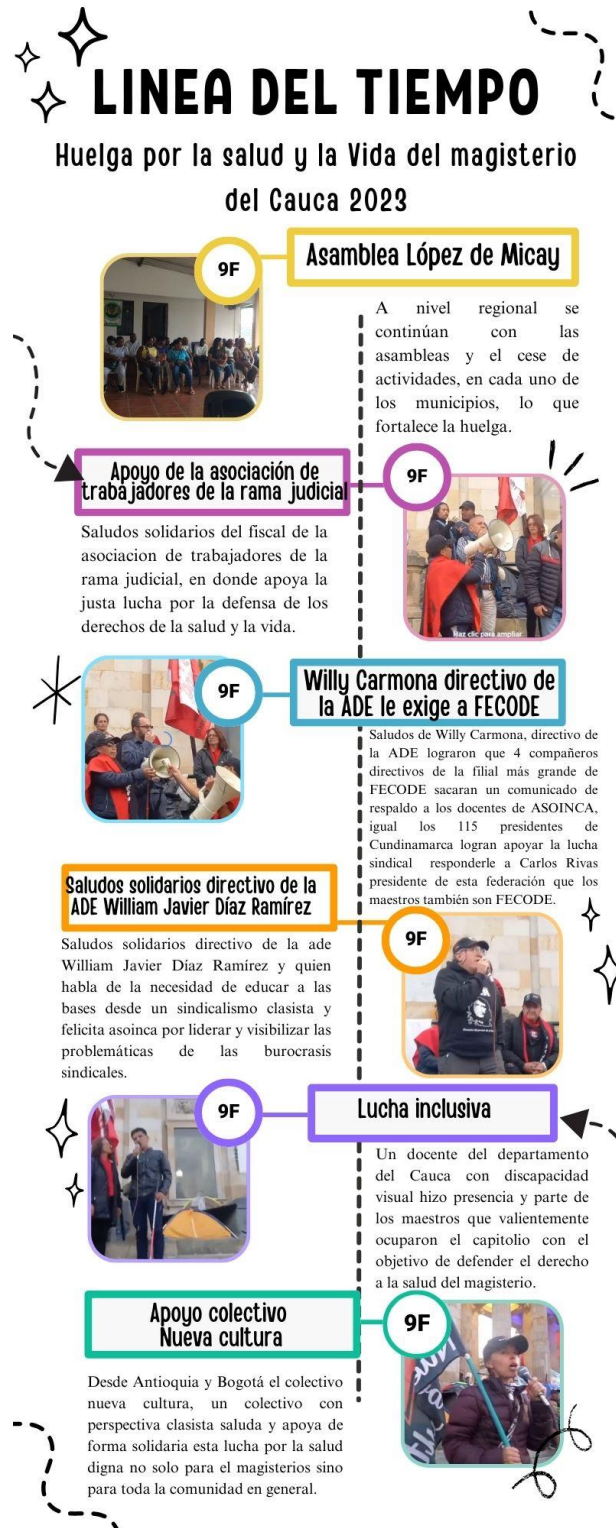 LINEA DEL TIEMPO
Huelga por la salud y la Vida del magisterio
del Cauca 2023
9F
Asamblea López de Micay
A nivel regional se
continúan con las
asambleas y el cese de
actividades, en cada uno de
los municipios, lo que
fortalece la huelga.
Apoyo de la asociación de
trabajadores de la rama judicial
9F
Saludos solidarios del fiscal de la
asociacion de trabajadores de la
rama judicial, en donde apoya la
justa lucha por la defensa de los
derechos de la salud y la vida.
Haz clic para ampliar
9F
Willy Carmona directivo de
la ADE le exige a FECODE
Saludos de Willy Carmona, directivo de
la ADE lograron que 4 compañeros
directivos de la filial más grande de
FECODE sacaran un comunicado de
respaldo a los docentes de ASOINCA,
igual los 115 presidentes de
Cundinamarca logran apoyar la lucha
sindical responderle a Carlos Rivas
presidente de esta federación que los
maestros también son FECODE.
Saludos solidarios directivo de la
ADE William Javier Díaz Ramírez
9F
Saludos solidarios directivo de la ade
William Javier Díaz Ramírez y quien
habla de la necesidad de educar a las
bases desde un sindicalismo clasista y
felicita asoinca por liderar y visibilizar las
problemáticas de las burocrasis
sindicales.
9F
Lucha inclusiva
Un docente del departamento
del Cauca con discapacidad
visual hizo presencia y parte de
los maestros que valientemente
ocuparon el capitolio con el
objetivo de defender el derecho
a la salud del magisterio.
Apoyo colectivo
Nueva cultura
9F
Desde Antioquia y Bogotá el colectivo
nueva cultura, un colectivo con
perspectiva clasista saluda y apoya de
forma solidaria esta lucha por la salud
digna no solo para el magisterios sino
para toda la comunidad en general.